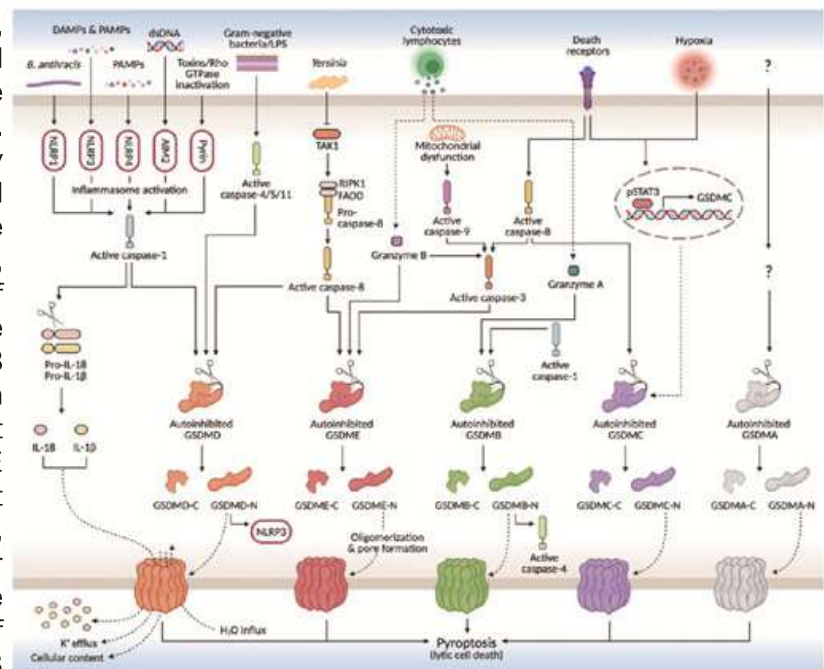 DAMPs & PAMPs
dsDNA
Gram-negative
bacteria/LPS
Yersinia
Cytotoxic
lymphocytes
Death
receptors
Hypoxia
?
B. anthracis
PAMPs
Toxins/Rho
GTPase
inactivation
NLRP1
NLRP3
NLRP4
AIM2
Pyrin
TAK1
Mitochondrial
dysfunction
Inflammasome activation
Active
caspase-4/5/11
RIPK1
FADD
Pro-
caspase-8
Active
caspase-9
Active
caspase-8
pSTAT3
GSDMC
Active caspase-1
Granzyme B
Granzyme A
?
Active caspase-8
Active caspase-3
Active
caspase-1
Pro-IL-18
Pro-IL-1β
IL-18
IL-1β
Autoinhibited
GSDMD
Autoinhibited
GSDME
Autoinhibited
GSDMB
Autoinhibited
GSDMC
Autoinhibited
GSDMA
GSDMD-C
GSDMD-N
GSDME-C
GSDME-N
GSDMB-C
GSDMB-N
GSDMC-C
GSDMC-N
GSDMA-C
GSDMA-N
NLRP3
Oligomerization
& pore formation
Active
caspase-4
K⁺ efflux
Cellular content
H₂O influx
Pyroptosis
(lytic cell death)